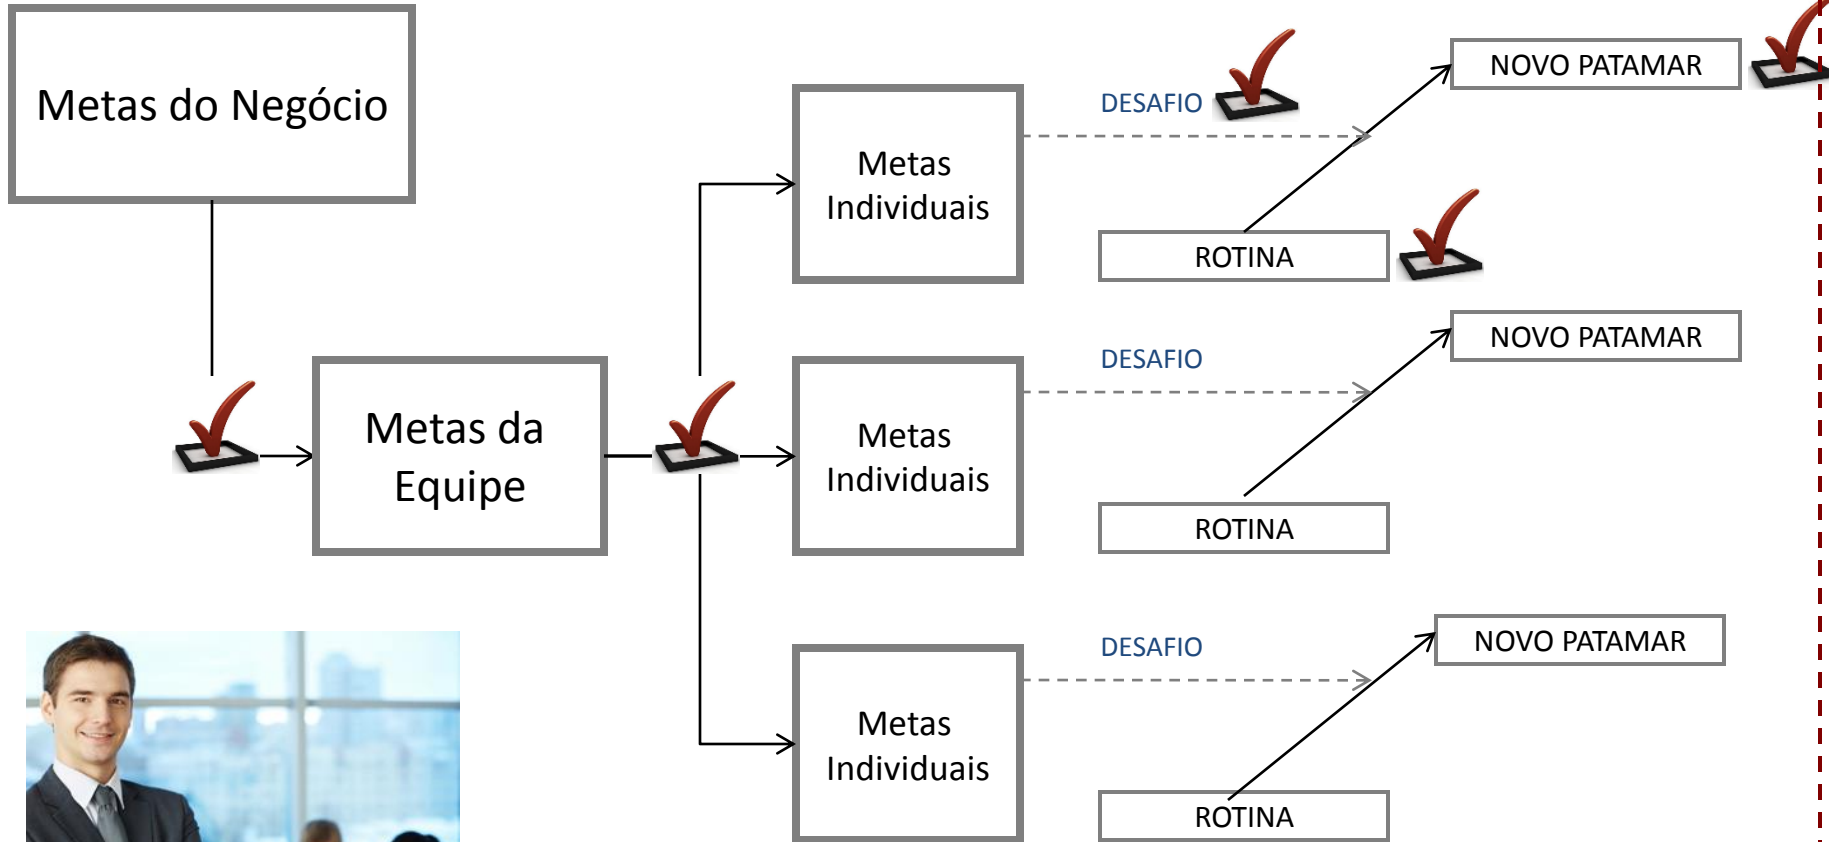 Metas do Negócio
Metas da
Equipe
Metas
Individuais
DESAFIO
NOVO PATAMAR
ROTINA
Metas
Individuais
DESAFIO
NOVO PATAMAR
ROTINA
Metas
Individuais
DESAFIO
NOVO PATAMAR
ROTINA